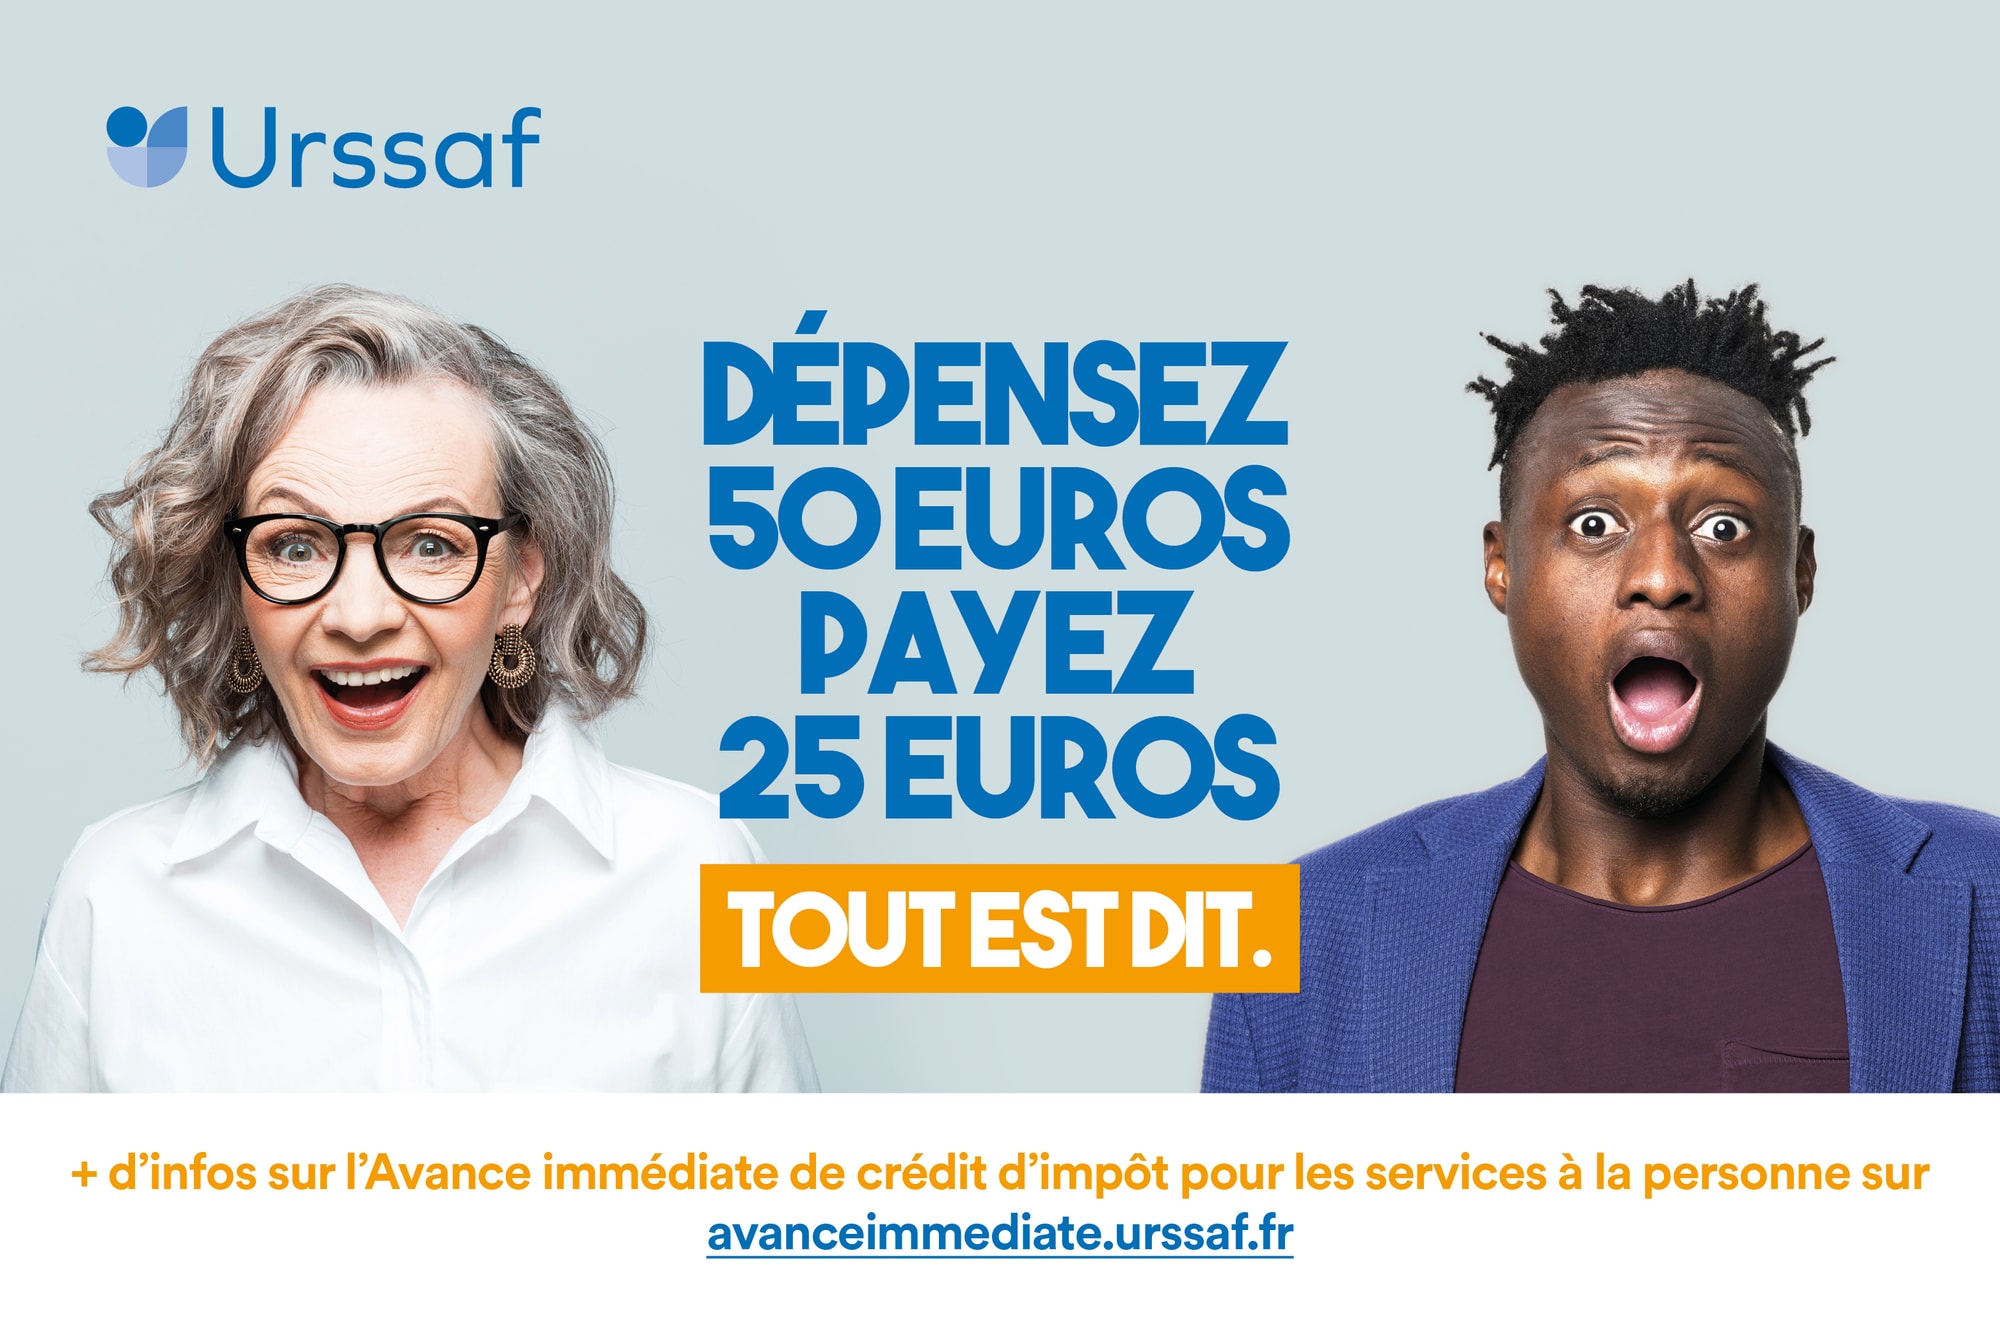 Urssaf
DÉPENSEZ
50 EUROS
PAYEZ
25 EUROS
TOUT EST DIT.
+ d’infos sur l’Avance immédiate de crédit d’impôt pour les services à la personne sur
avanceimmediate.urssaf.fr